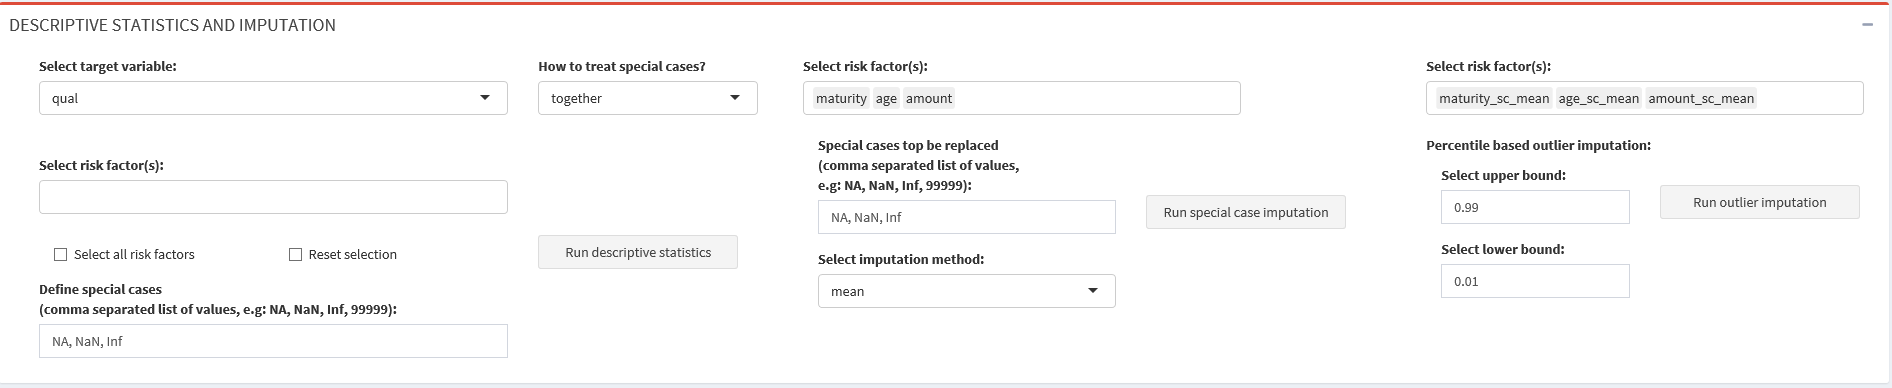 DESCRIPTIVE STATISTICS AND IMPUTATION
Select target variable:
qual
Select risk factor(s):
Select all risk factors
Reset selection
Define special cases
(comma separated list of values, e.g: NA, NaN, Inf, 99999):
NA, NaN, Inf
How to treat special cases?
together
Run descriptive statistics
Select risk factor(s):
maturity age amount
Special cases top be replaced
(comma separated list of values,
e.g: NA, NaN, Inf, 99999):
NA, NaN, Inf
Run special case imputation
Select imputation method:
mean
Select risk factor(s):
maturity_sc_mean age_sc_mean amount_sc_mean
Percentile based outlier imputation:
Select upper bound:
0.99
Run outlier imputation
Select lower bound:
0.01